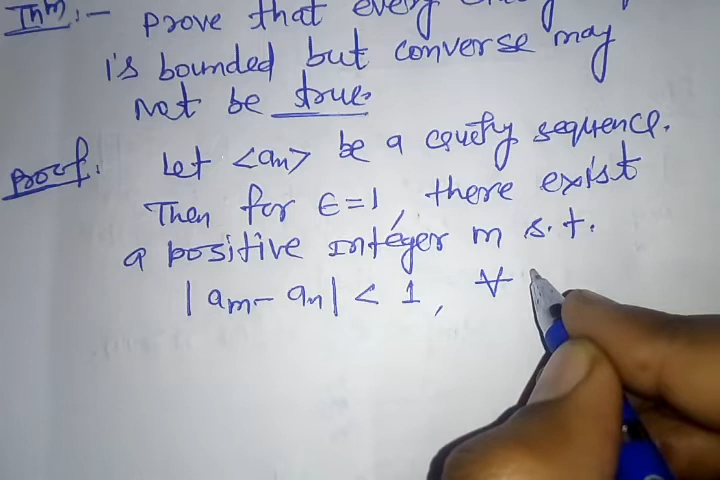 Thm:- Prove that every
is bounded but converse may
not be true.
Proof: Let <an> be a cauchy sequence.
Then for ε=1, there exist
a positive integer m s.t.
|am-an| < 1, ∀